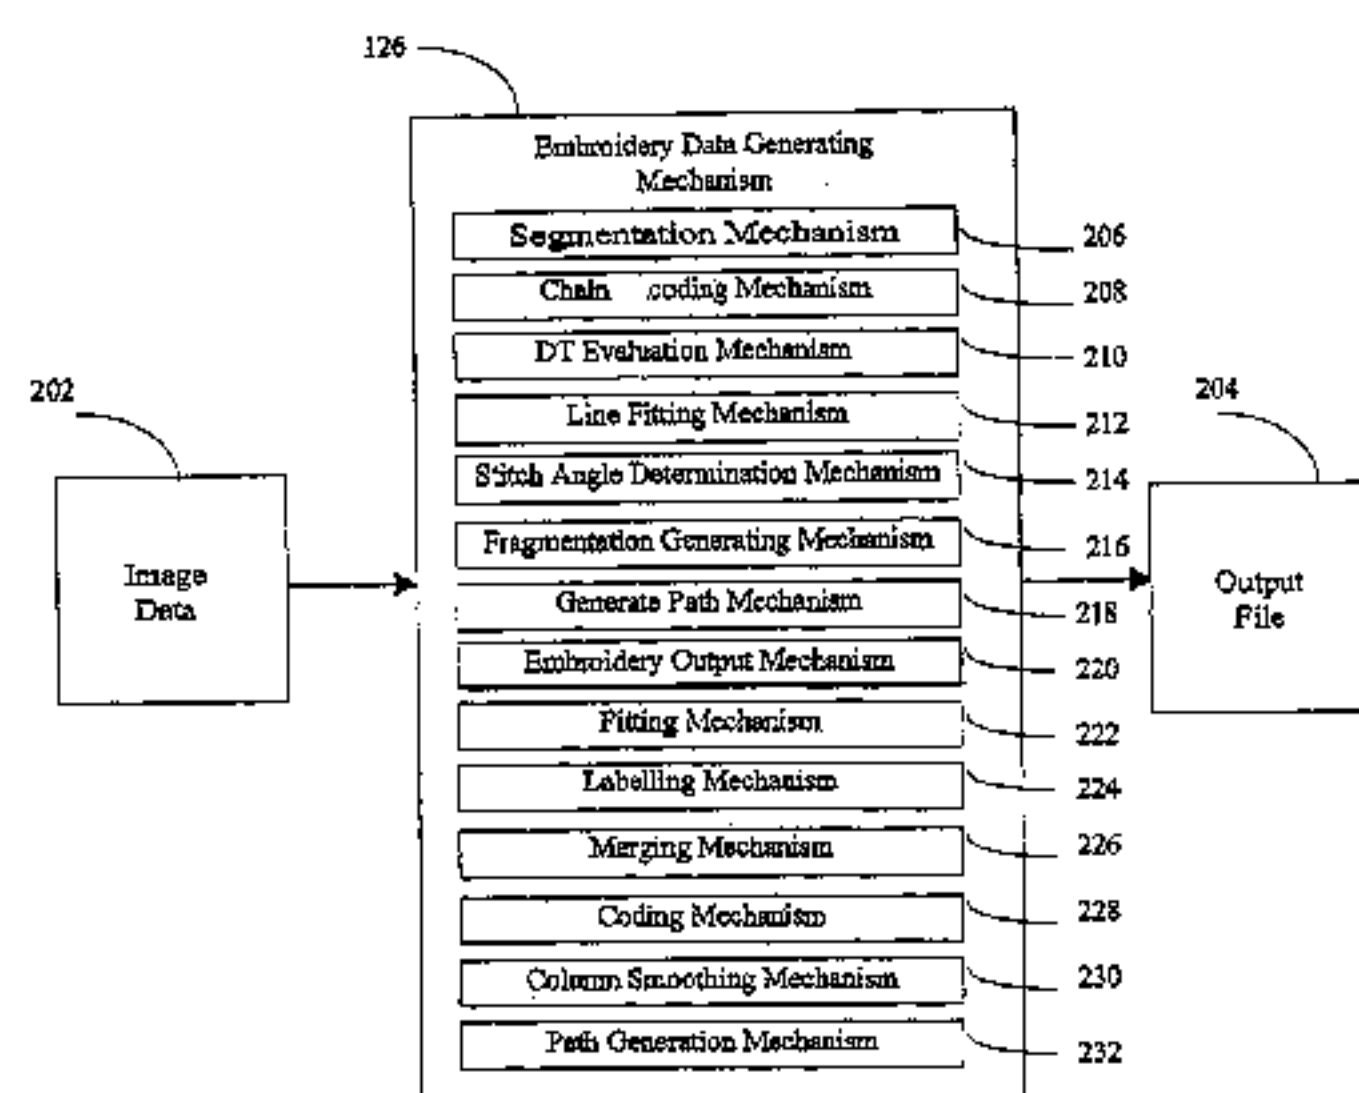 126
Embroidery Data Generating
Mechanism
Segmentation Mechanism
206
Chain coding Mechanism
208
DT Evaluation Mechanism
210
202
204
Line Fitting Mechanism
212
Stitch Angle Determination Mechanism
214
Fragmentation Generating Mechanism
216
Image
Data
Output
File
Generate Path Mechanism
218
Embroidery Output Mechanism
220
Pitting Mechanism
222
Labelling Mechanism
224
Merging Mechanism
226
Coding Mechanism
228
Column Smoothing Mechanism
230
Path Generation Mechanism
232